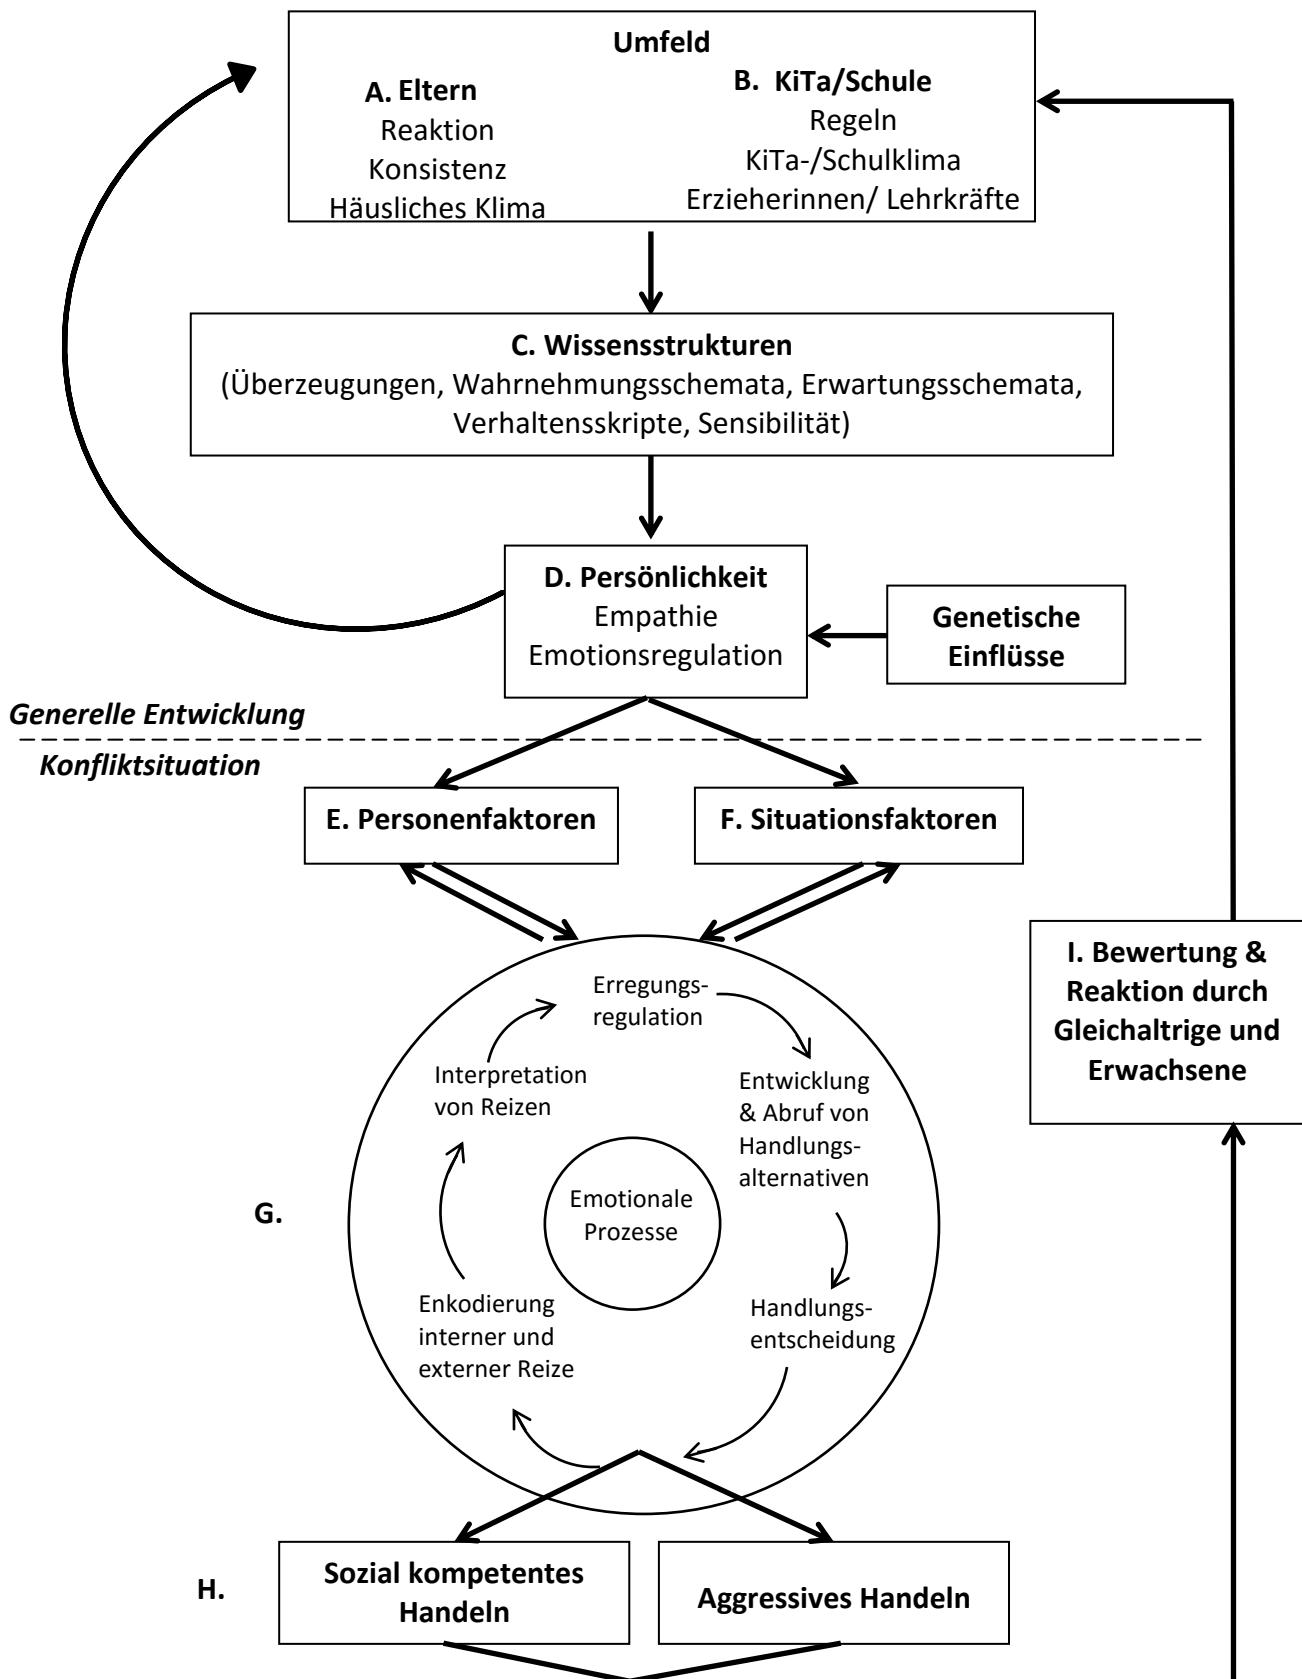 Umfeld
A. Eltern
Reaktion
Konsistenz
Häusliches Klima
B. KiTa/Schule
Regeln
KiTa-/Schulklima
Erzieherinnen/ Lehrkräfte
C. Wissensstrukturen
(Überzeugungen, Wahrnehmungsschemata, Erwartungsschemata,
Verhaltensskripte, Sensibilität)
D. Persönlichkeit
Empathie
Emotionsregulation
Genetische
Einflüsse
Generelle Entwicklung
Konfliktsituation
E. Personenfaktoren
F. Situationsfaktoren
I. Bewertung &
Reaktion durch
Gleichaltrige und
Erwachsene
Erregungs-
regulation
Interpretation
von Reizen
Entwicklung
& Abruf von
Handlungs-
alternativen
G.
Emotionale
Prozesse
Enkodierung
interner und
externer Reize
Handlungs-
entscheidung
H.
Sozial kompetentes
Handeln
Aggressives Handeln